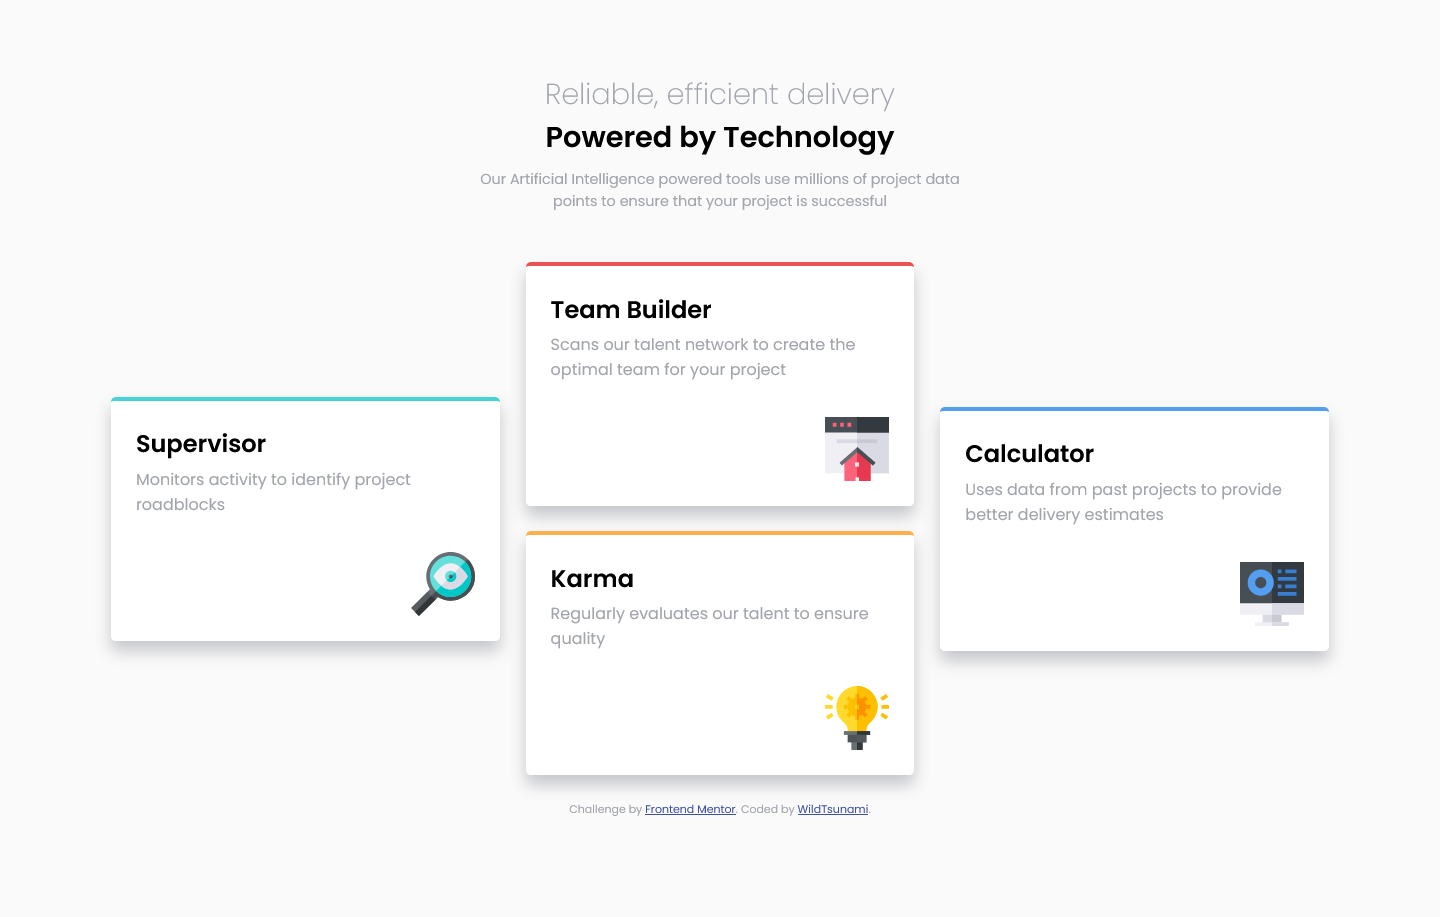 Reliable, efficient delivery
Powered by Technology
Our Artificial Intelligence powered tools use millions of project data
points to ensure that your project is successful
Team Builder
Scans our talent network to create the
optimal team for your project
Supervisor
Monitors activity to identify project
roadblocks
Calculator
Uses data from past projects to provide
better delivery estimates
Karma
Regularly evaluates our talent to ensure
quality
Challenge by Frontend Mentor. Coded by WildTsunami.